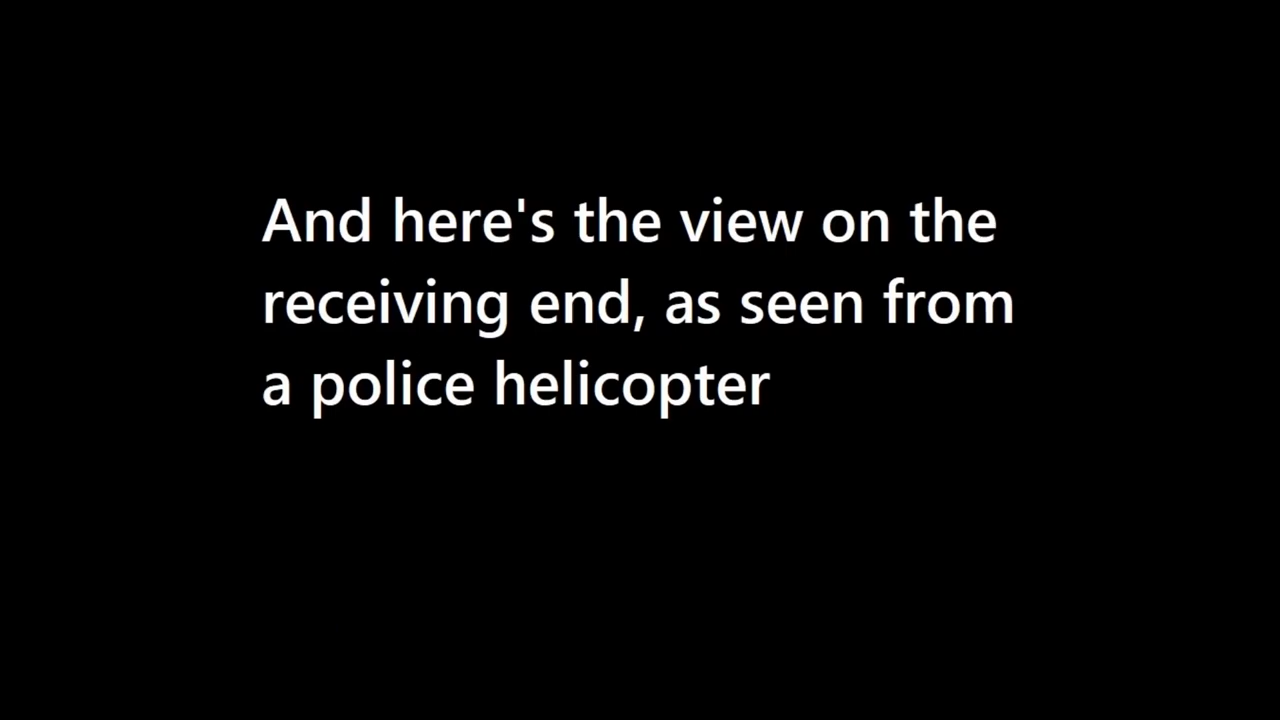 And here's the view on the
receiving end, as seen from
a police helicopter